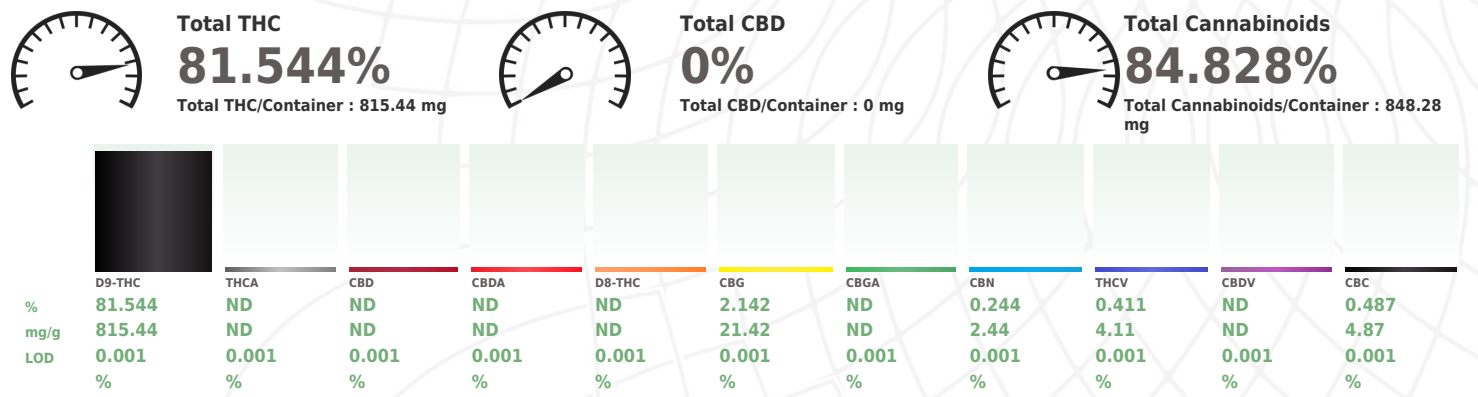 Total THC
81.544%
Total THC/Container : 815.44 mg
Total CBD
0%
Total CBD/Container : 0 mg
Total Cannabinoids
84.828%
Total Cannabinoids/Container : 848.28
mg
D9-THC THCA CBD CBDA D8-THC CBG CBGA CBN THCV CBDV CBC
% 81.544 ND ND ND ND 2.142 ND 0.244 0.411 ND 0.487
mg/g 815.44 ND ND ND ND 21.42 ND 2.44 4.11 ND 4.87
LOD 0.001 0.001 0.001 0.001 0.001 0.001 0.001 0.001 0.001 0.001 0.001
% % % % % % % % % % %